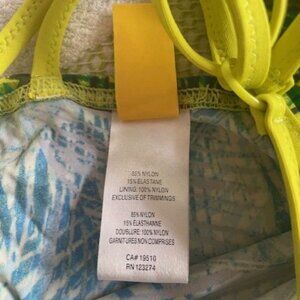 85% NYLON
15% ELASTANE
LINING: 100% NYLON
EXCLUSIVE OF TRIMMINGS
85% NYLON
15% ELASTHANNE
DOUBLURE: 100% NYLON
GARNITURES NON COMPRISES
CA# 19510
RN 123274